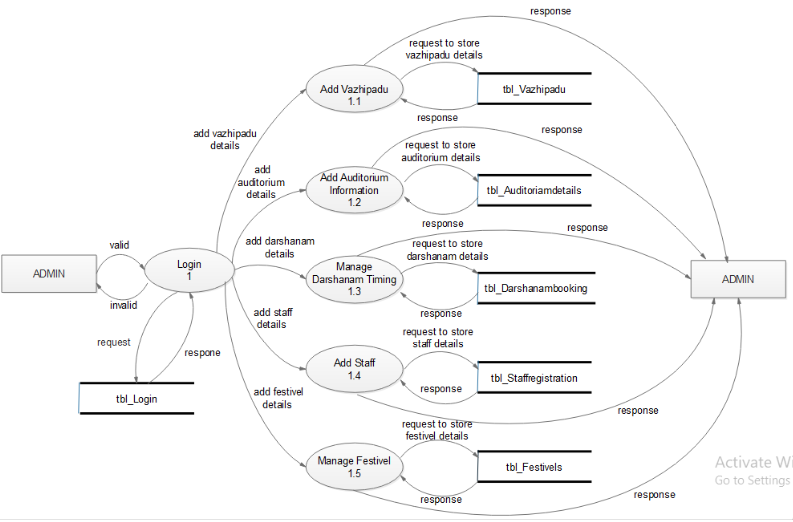 response
request to store
vazhipadu details
Add Vazhipadu
1.1
tbl_Vazhipadu
response
add vazhipadu
details
response
request to store
auditorium details
add
auditorium
details
Add Auditorium
Information
1.2
tbl_Auditoriamdetails
response
response
add darshanam
details
request to store
darshanam details
valid
ADMIN
Login
1
Manage
Darshanam Timing
1.3
tbl_Darshanambooking
ADMIN
invalid
response
add staff
details
request to store
staff details
request
respone
Add Staff
1.4
tbl_Staffregistration
response
add festivel
details
tbl_Login
response
request to store
festivel details
Manage Festivel
1.5
tbl_Festivels
response
response
Activate Wi
Go to Settings